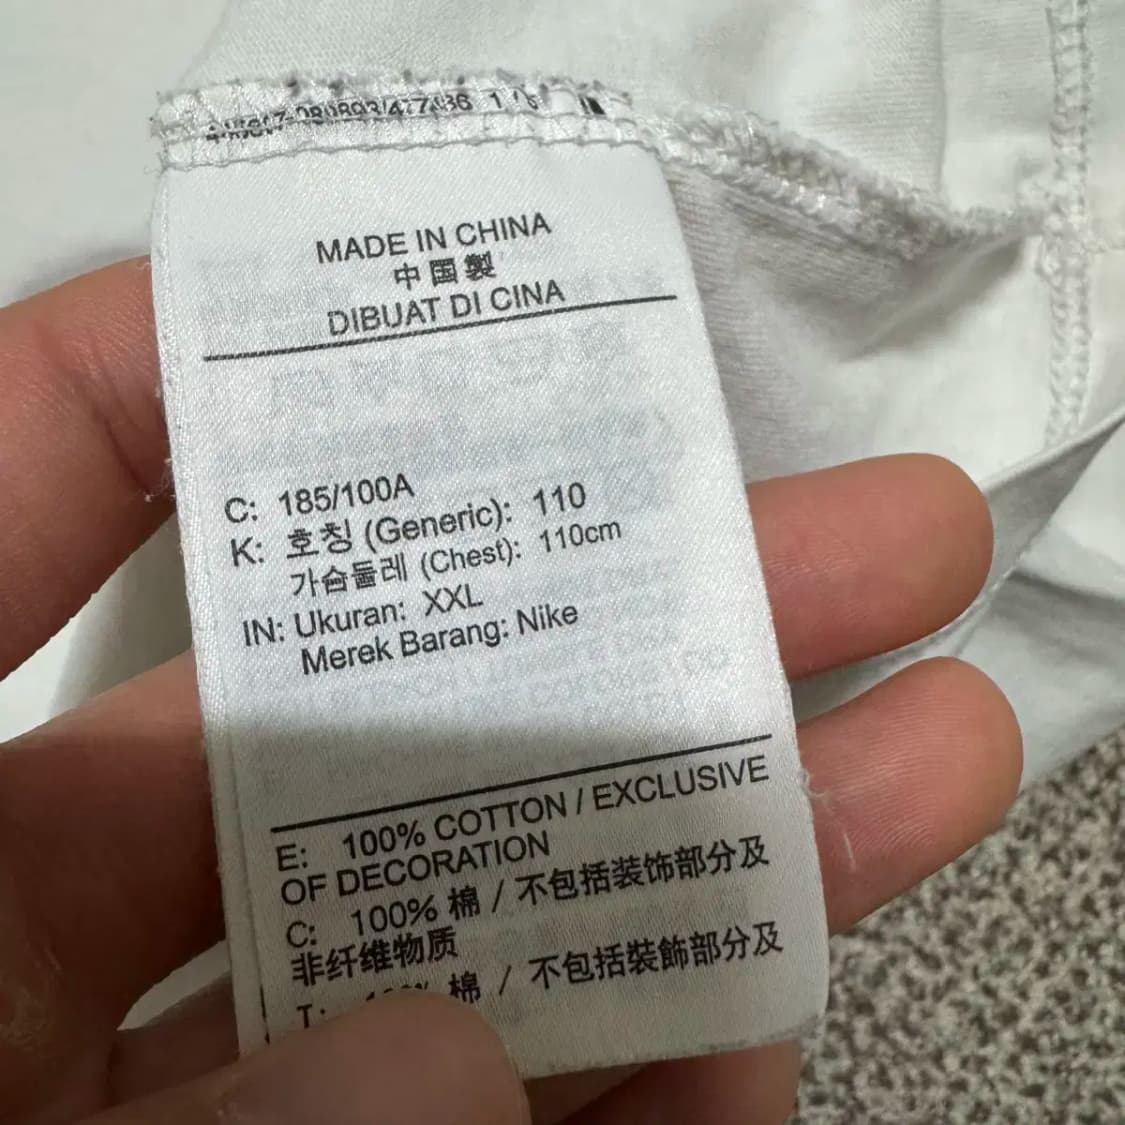 MADE IN CHINA
中国製
DIBUAT DI CINA
C: 185/100A
K: 호칭 (Generic): 110
가슴둘레 (Chest): 110cm
IN: Ukuran: XXL
Merek Barang: Nike
E: 100% COTTON / EXCLUSIVE
OF DECORATION
C: 100% 棉 / 不包括装饰部分及
非纤维物质
T: 棉 / 不包括裝飾部分及